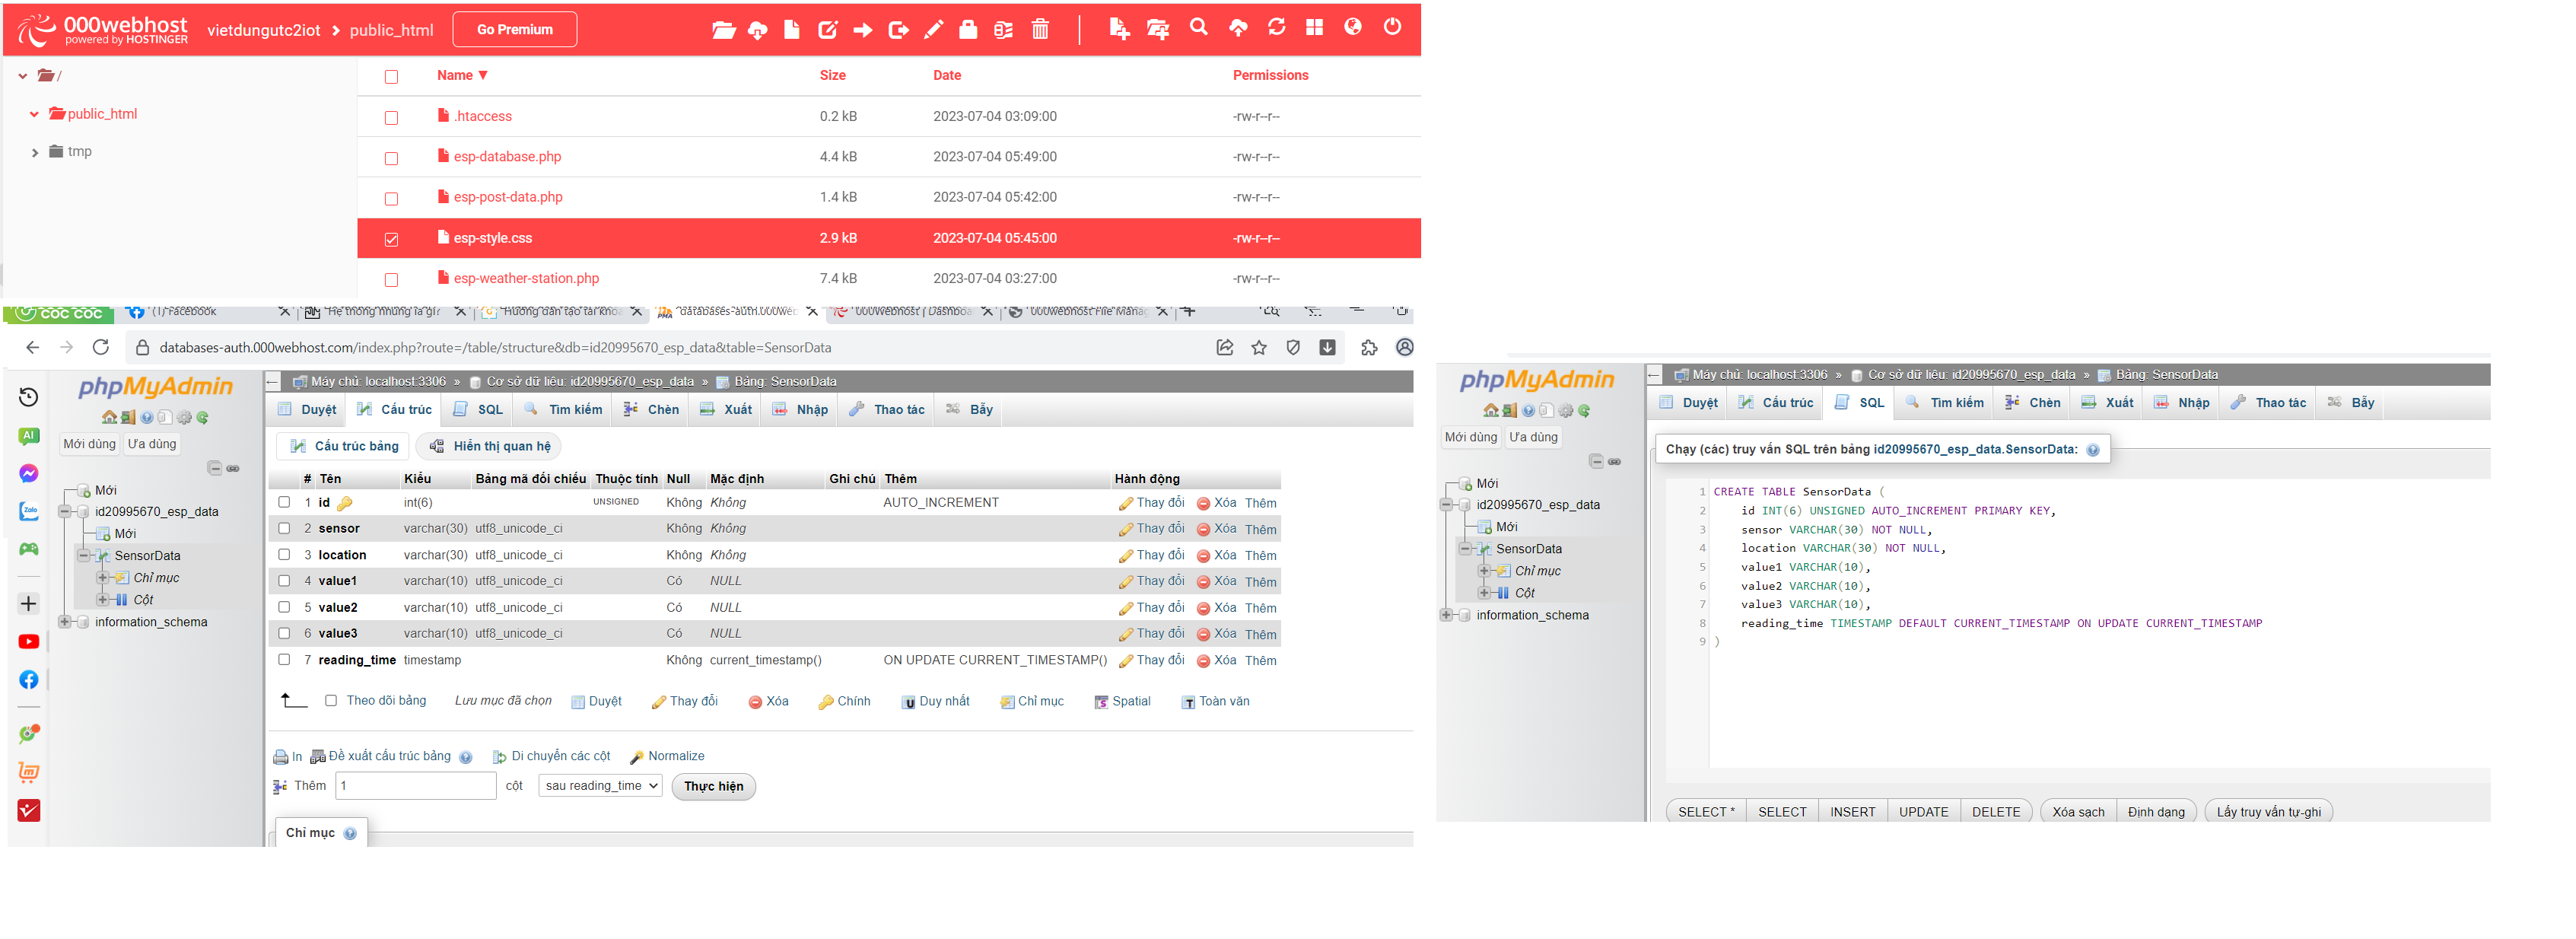 000webhost
powered by HOSTINGER
vietdungutc2iot > public_html
Go Premium
/
public_html
tmp
Name ▼ Size Date Permissions
.htaccess 0.2 kB 2023-07-04 03:09:00 -rw-r--r--
esp-database.php 4.4 kB 2023-07-04 05:49:00 -rw-r--r--
esp-post-data.php 1.4 kB 2023-07-04 05:42:00 -rw-r--r--
esp-style.css 2.9 kB 2023-07-04 05:45:00 -rw-r--r--
esp-weather-station.php 7.4 kB 2023-07-04 03:27:00 -rw-r--r--
CỐC CỐC (1) Facebook Hệ thống nhúng là gì? Hướng dẫn tạo tài khoả databases-auth.000web 000webhost | Dashboa 000webhost File Manag
databases-auth.000webhost.com/index.php?route=/table/structure&db=id20995670_esp_data&table=SensorData
phpMyAdmin
Mới dùng Ưa dùng
Mới
id20995670_esp_data
Mới
SensorData
Chỉ mục
Cột
information_schema
AI
Zalo
Máy chủ: localhost:3306 » Cơ sở dữ liệu: id20995670_esp_data » Bảng: SensorData
Duyệt Cấu trúc SQL Tìm kiếm Chèn Xuất Nhập Thao tác Bẫy
Cấu trúc bảng Hiển thị quan hệ
# Tên Kiểu Bảng mã đối chiếu Thuộc tính Null Mặc định Ghi chú Thêm Hành động
1 id int(6) UNSIGNED Không Không AUTO_INCREMENT Thay đổi Xóa Thêm
2 sensor varchar(30) utf8_unicode_ci Không Không Thay đổi Xóa Thêm
3 location varchar(30) utf8_unicode_ci Không Không Thay đổi Xóa Thêm
4 value1 varchar(10) utf8_unicode_ci Có NULL Thay đổi Xóa Thêm
5 value2 varchar(10) utf8_unicode_ci Có NULL Thay đổi Xóa Thêm
6 value3 varchar(10) utf8_unicode_ci Có NULL Thay đổi Xóa Thêm
7 reading_time timestamp Không current_timestamp() ON UPDATE CURRENT_TIMESTAMP() Thay đổi Xóa Thêm
Theo dõi bảng Lưu mục đã chọn Duyệt Thay đổi Xóa Chính Duy nhất Chỉ mục Spatial Toàn văn
In Đề xuất cấu trúc bảng Di chuyển các cột Normalize
Thêm 1 cột sau reading_time Thực hiện
Chỉ mục
phpMyAdmin
Mới dùng Ưa dùng
Mới
id20995670_esp_data
Mới
SensorData
Chỉ mục
Cột
information_schema
Máy chủ: localhost:3306 » Cơ sở dữ liệu: id20995670_esp_data » Bảng: SensorData
Duyệt Cấu trúc SQL Tìm kiếm Chèn Xuất Nhập Thao tác Bẫy
Chạy (các) truy vấn SQL trên bảng id20995670_esp_data.SensorData:
1 CREATE TABLE SensorData (
2 id INT(6) UNSIGNED AUTO_INCREMENT PRIMARY KEY,
3 sensor VARCHAR(30) NOT NULL,
4 location VARCHAR(30) NOT NULL,
5 value1 VARCHAR(10),
6 value2 VARCHAR(10),
7 value3 VARCHAR(10),
8 reading_time TIMESTAMP DEFAULT CURRENT_TIMESTAMP ON UPDATE CURRENT_TIMESTAMP
9 )
SELECT * SELECT INSERT UPDATE DELETE Xóa sạch Định dạng Lấy truy vấn tự-ghi